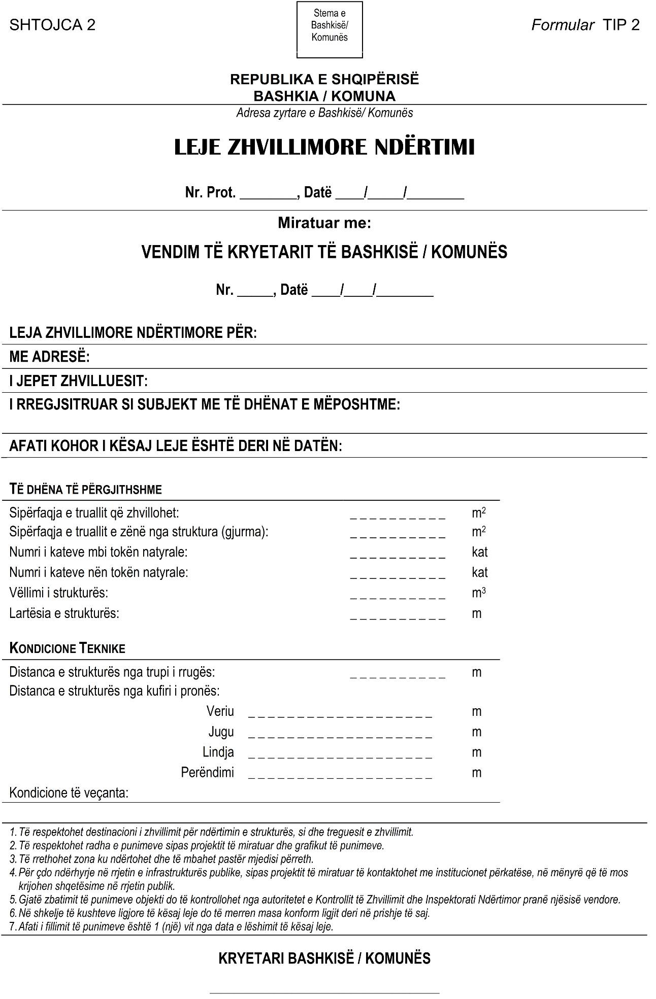 SHTOJCA 2
Stema e
Bashkisë/
Komunës
Formular TIP 2
REPUBLIKA E SHQIPËRISË
BASHKIA / KOMUNA
Adresa zyrtare e Bashkisë/ Komunës
LEJE ZHVILLIMORE NDËRTIMI
Nr. Prot. ________, Datë ____/_____/________
Miratuar me:
VENDIM TË KRYETARIT TË BASHKISË / KOMUNËS
Nr. _____, Datë ____/____/________
LEJA ZHVILLIMORE NDËRTIMORE PËR:
ME ADRESË:
I JEPET ZHVILLUESIT:
I RREGJSITRUAR SI SUBJEKT ME TË DHËNAT E MËPOSHTME:
AFATI KOHOR I KËSAJ LEJE ËSHTË DERI NË DATËN:
TË DHËNA TË PËRGJITHSHME
Sipërfaqja e truallit që zhvillohet: _ _ _ _ _ _ _ _ _ _ m²
Sipërfaqja e truallit e zënë nga struktura (gjurma): _ _ _ _ _ _ _ _ _ _ m²
Numri i kateve mbi tokën natyrale: _ _ _ _ _ _ _ _ _ _ kat
Numri i kateve nën tokën natyrale: _ _ _ _ _ _ _ _ _ _ kat
Vëllimi i strukturës: _ _ _ _ _ _ _ _ _ _ m³
Lartësia e strukturës: _ _ _ _ _ _ _ _ _ _ m
KONDICIONE TEKNIKE
Distanca e strukturës nga trupi i rrugës: _ _ _ _ _ _ _ _ _ _ m
Distanca e strukturës nga kufiri i pronës:
Veriu _ _ _ _ _ _ _ _ _ _ _ _ _ _ _ _ _ _ _ m
Jugu _ _ _ _ _ _ _ _ _ _ _ _ _ _ _ _ _ _ _ m
Lindja _ _ _ _ _ _ _ _ _ _ _ _ _ _ _ _ _ _ _ m
Perëndimi _ _ _ _ _ _ _ _ _ _ _ _ _ _ _ _ _ _ _ m
Kondicione të veçanta:
1. Të respektohet destinacioni i zhvillimit për ndërtimin e strukturës, si dhe treguesit e zhvillimit.
2. Të respektohet radha e punimeve sipas projektit të miratuar dhe grafikut të punimeve.
3. Të rrethohet zona ku ndërtohet dhe të mbahet pastër mjedisi përreth.
4. Për çdo ndërhyrje në rrjetin e infrastrukturës publike, sipas projektit të miratuar të kontaktohet me institucionet përkatëse, në mënyrë që të mos
krijohen shqetësime në rrjetin publik.
5. Gjatë zbatimit të punimeve objekti do të kontrollohet nga autoritetet e Kontrollit të Zhvillimit dhe Inspektorati Ndërtimor pranë njësisë vendore.
6. Në shkelje të kushteve ligjore të kësaj leje do të merren masa konform ligjit deri në prishje të saj.
7. Afati i fillimit të punimeve është 1 (një) vit nga data e lëshimit të kësaj leje.
KRYETARI BASHKISË / KOMUNËS
________________________________